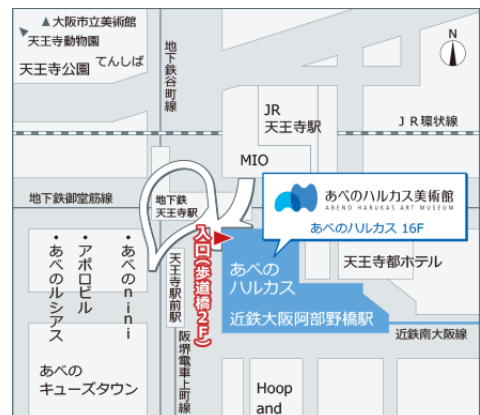 ▲大阪市立美術館
天王寺動物園
てんしば
天王寺公園
地下鉄谷町線
N
JR
天王寺駅
JR環状線
MIO
地下鉄御堂筋線
地下鉄
天王寺駅
あべのハルカス美術館
ABENO HARUKAS ART MUSEUM
あべのハルカス 16F
入口(歩道橋2F)
・あべのnini
・アポロビル
・あべのルシアス
天王寺駅前駅
あべの
ハルカス
天王寺都ホテル
近鉄大阪阿部野橋駅
近鉄南大阪線
阪堺電車上町線
あべの
キューズタウン
Hoop
and